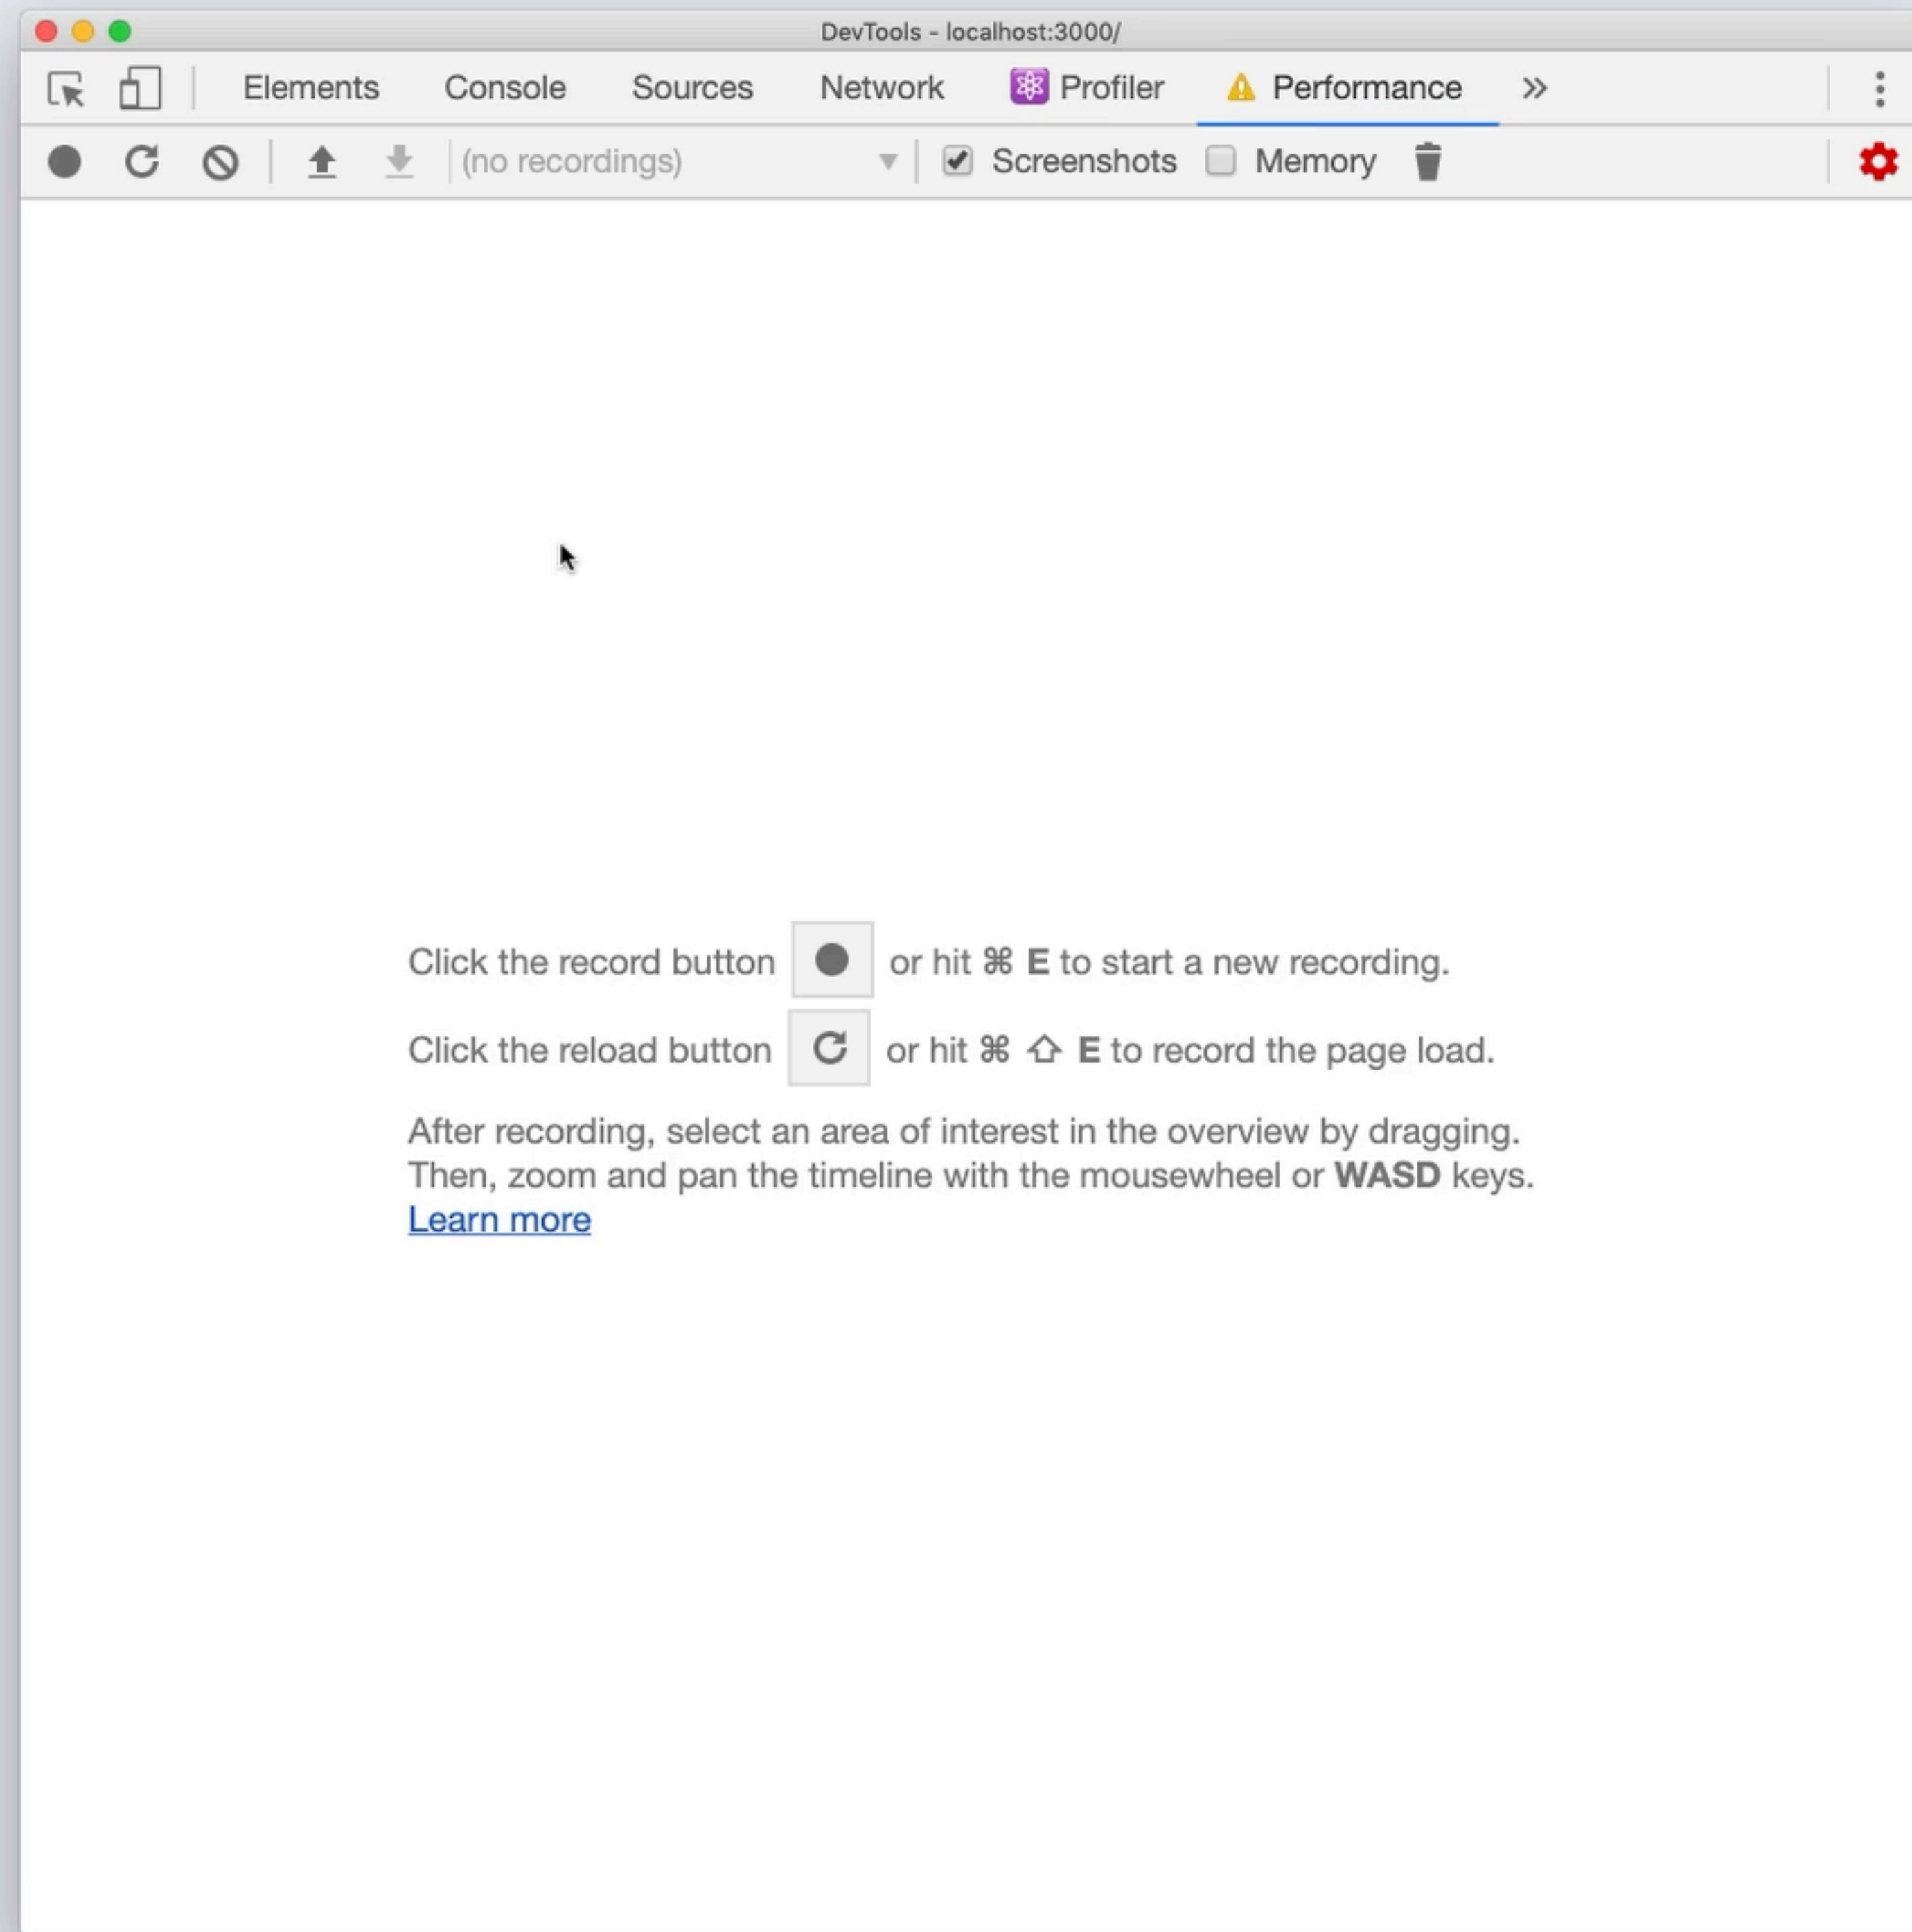 DevTools - localhost:3000/
Elements Console Sources Network ⚛ Profiler Performance »
(no recordings) Screenshots Memory
Click the record button or hit ⌘ E to start a new recording.
Click the reload button or hit ⌘ ⇧ E to record the page load.
After recording, select an area of interest in the overview by dragging.
Then, zoom and pan the timeline with the mousewheel or WASD keys.
Learn more